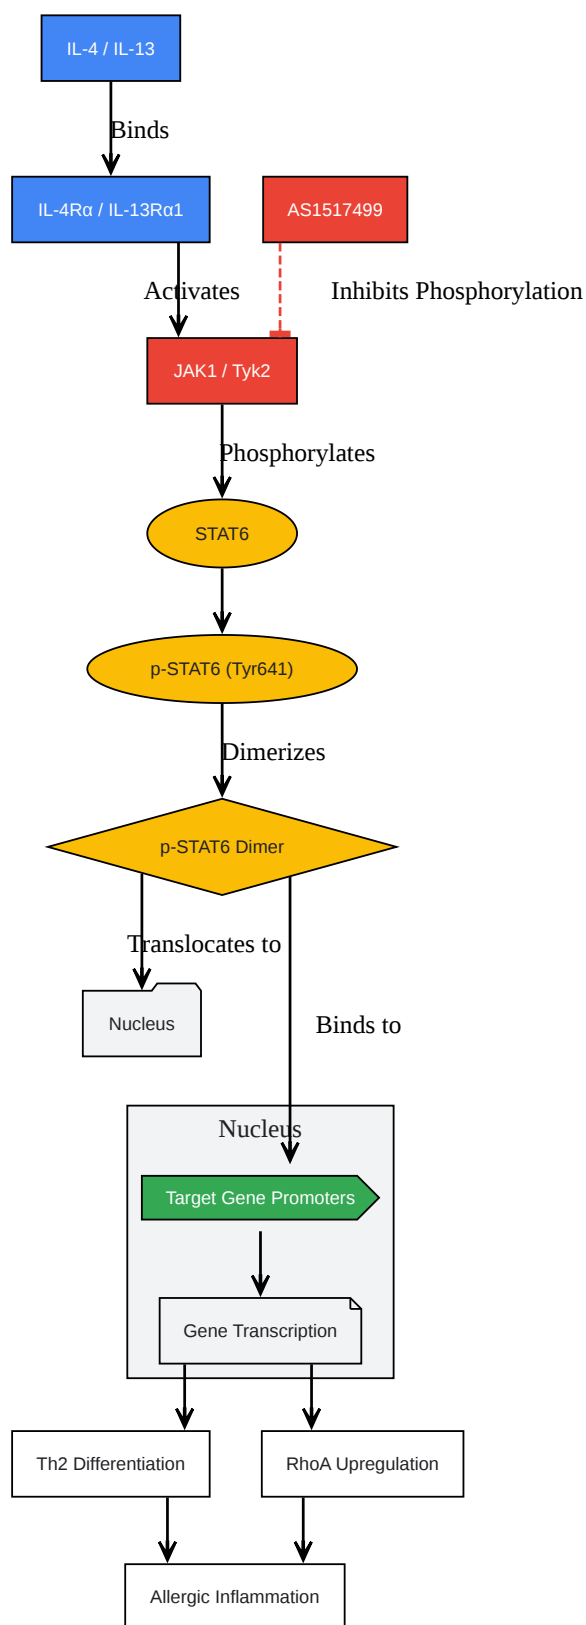 IL-4 / IL-13
Binds
IL-4Rα / IL-13Rα1
AS1517499
Activates
Inhibits Phosphorylation
JAK1 / Tyk2
Phosphorylates
STAT6
p-STAT6 (Tyr641)
Dimerizes
p-STAT6 Dimer
Translocates to
Nucleus
Binds to
Nucleus
Target Gene Promoters
Gene Transcription
Th2 Differentiation
RhoA Upregulation
Allergic Inflammation